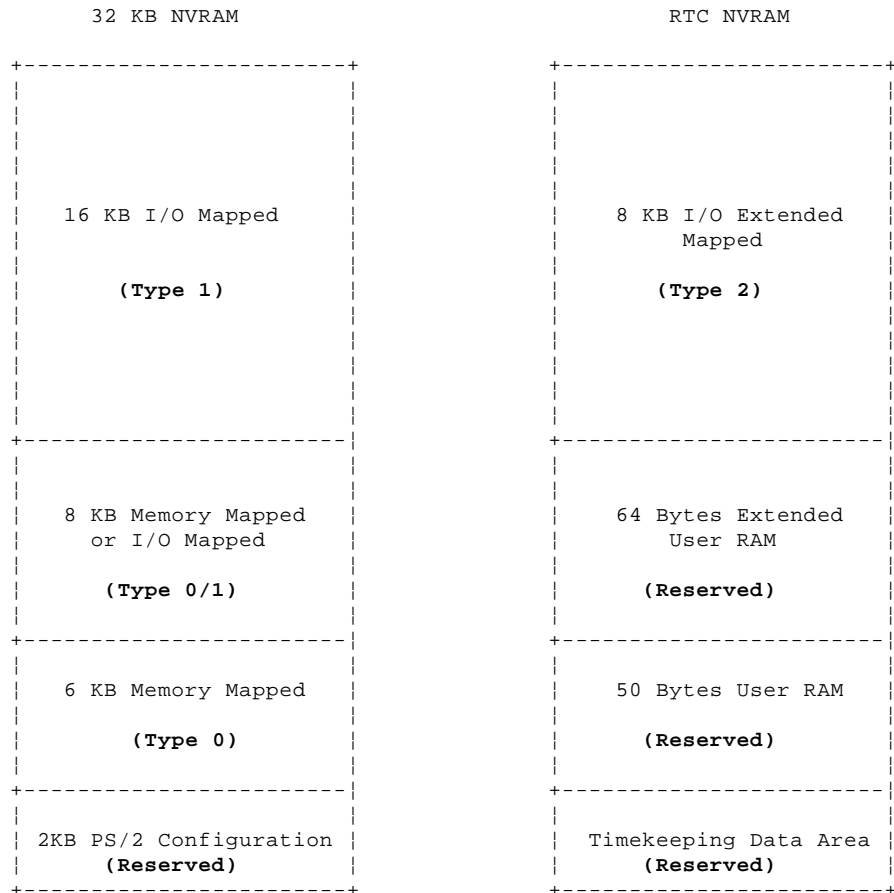 32 KB NVRAM
RTC NVRAM
16 KB I/O Mapped
(Type 1)
8 KB Memory Mapped
or I/O Mapped
(Type 0/1)
6 KB Memory Mapped
(Type 0)
2KB PS/2 Configuration
(Reserved)
8 KB I/O Extended
Mapped
(Type 2)
64 Bytes Extended
User RAM
(Reserved)
50 Bytes User RAM
(Reserved)
Timekeeping Data Area
(Reserved)